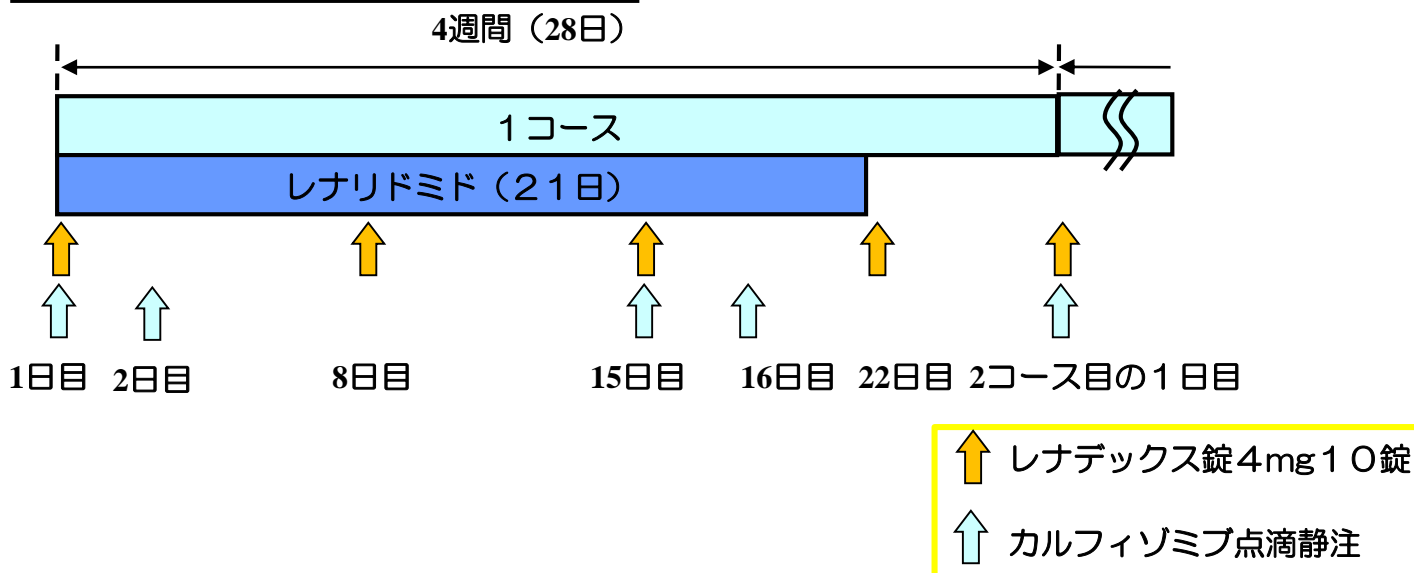 4週間（28日）
１コース
レナリドミド（２１日）
1日目 2日目 8日目 15日目 16日目 22日目 2コース目の１日目
レナデックス錠４mg１０錠
カルフィゾミブ点滴静注